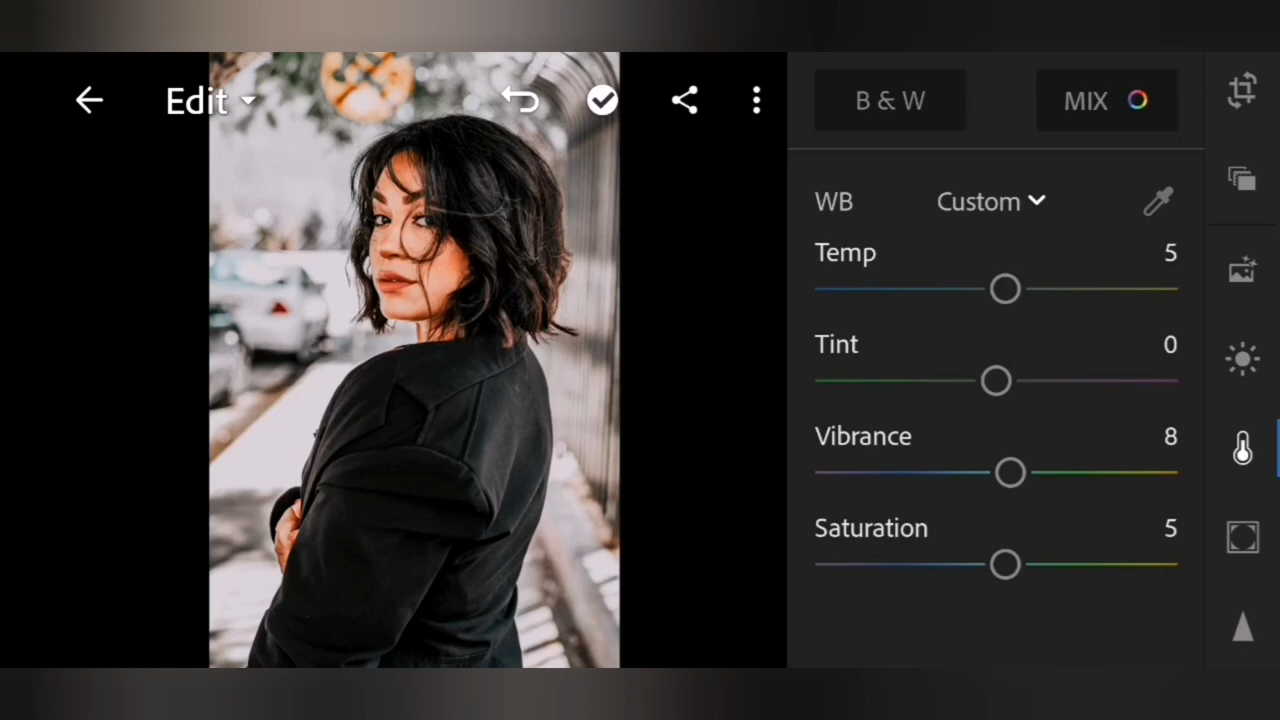 Edit
B & W
MIX
WB Custom
Temp 5
Tint 0
Vibrance 8
Saturation 5